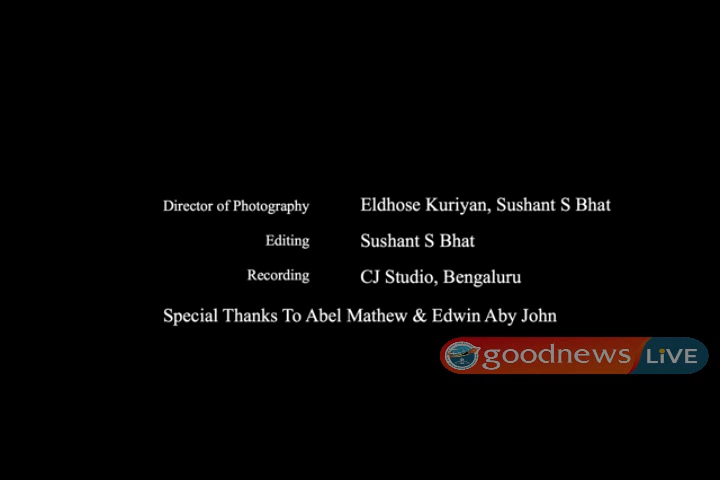 Director of Photography Eldhose Kuriyan, Sushant S Bhat
Editing Sushant S Bhat
Recording CJ Studio, Bengaluru
Special Thanks To Abel Mathew & Edwin Aby John
goodnews LiVE